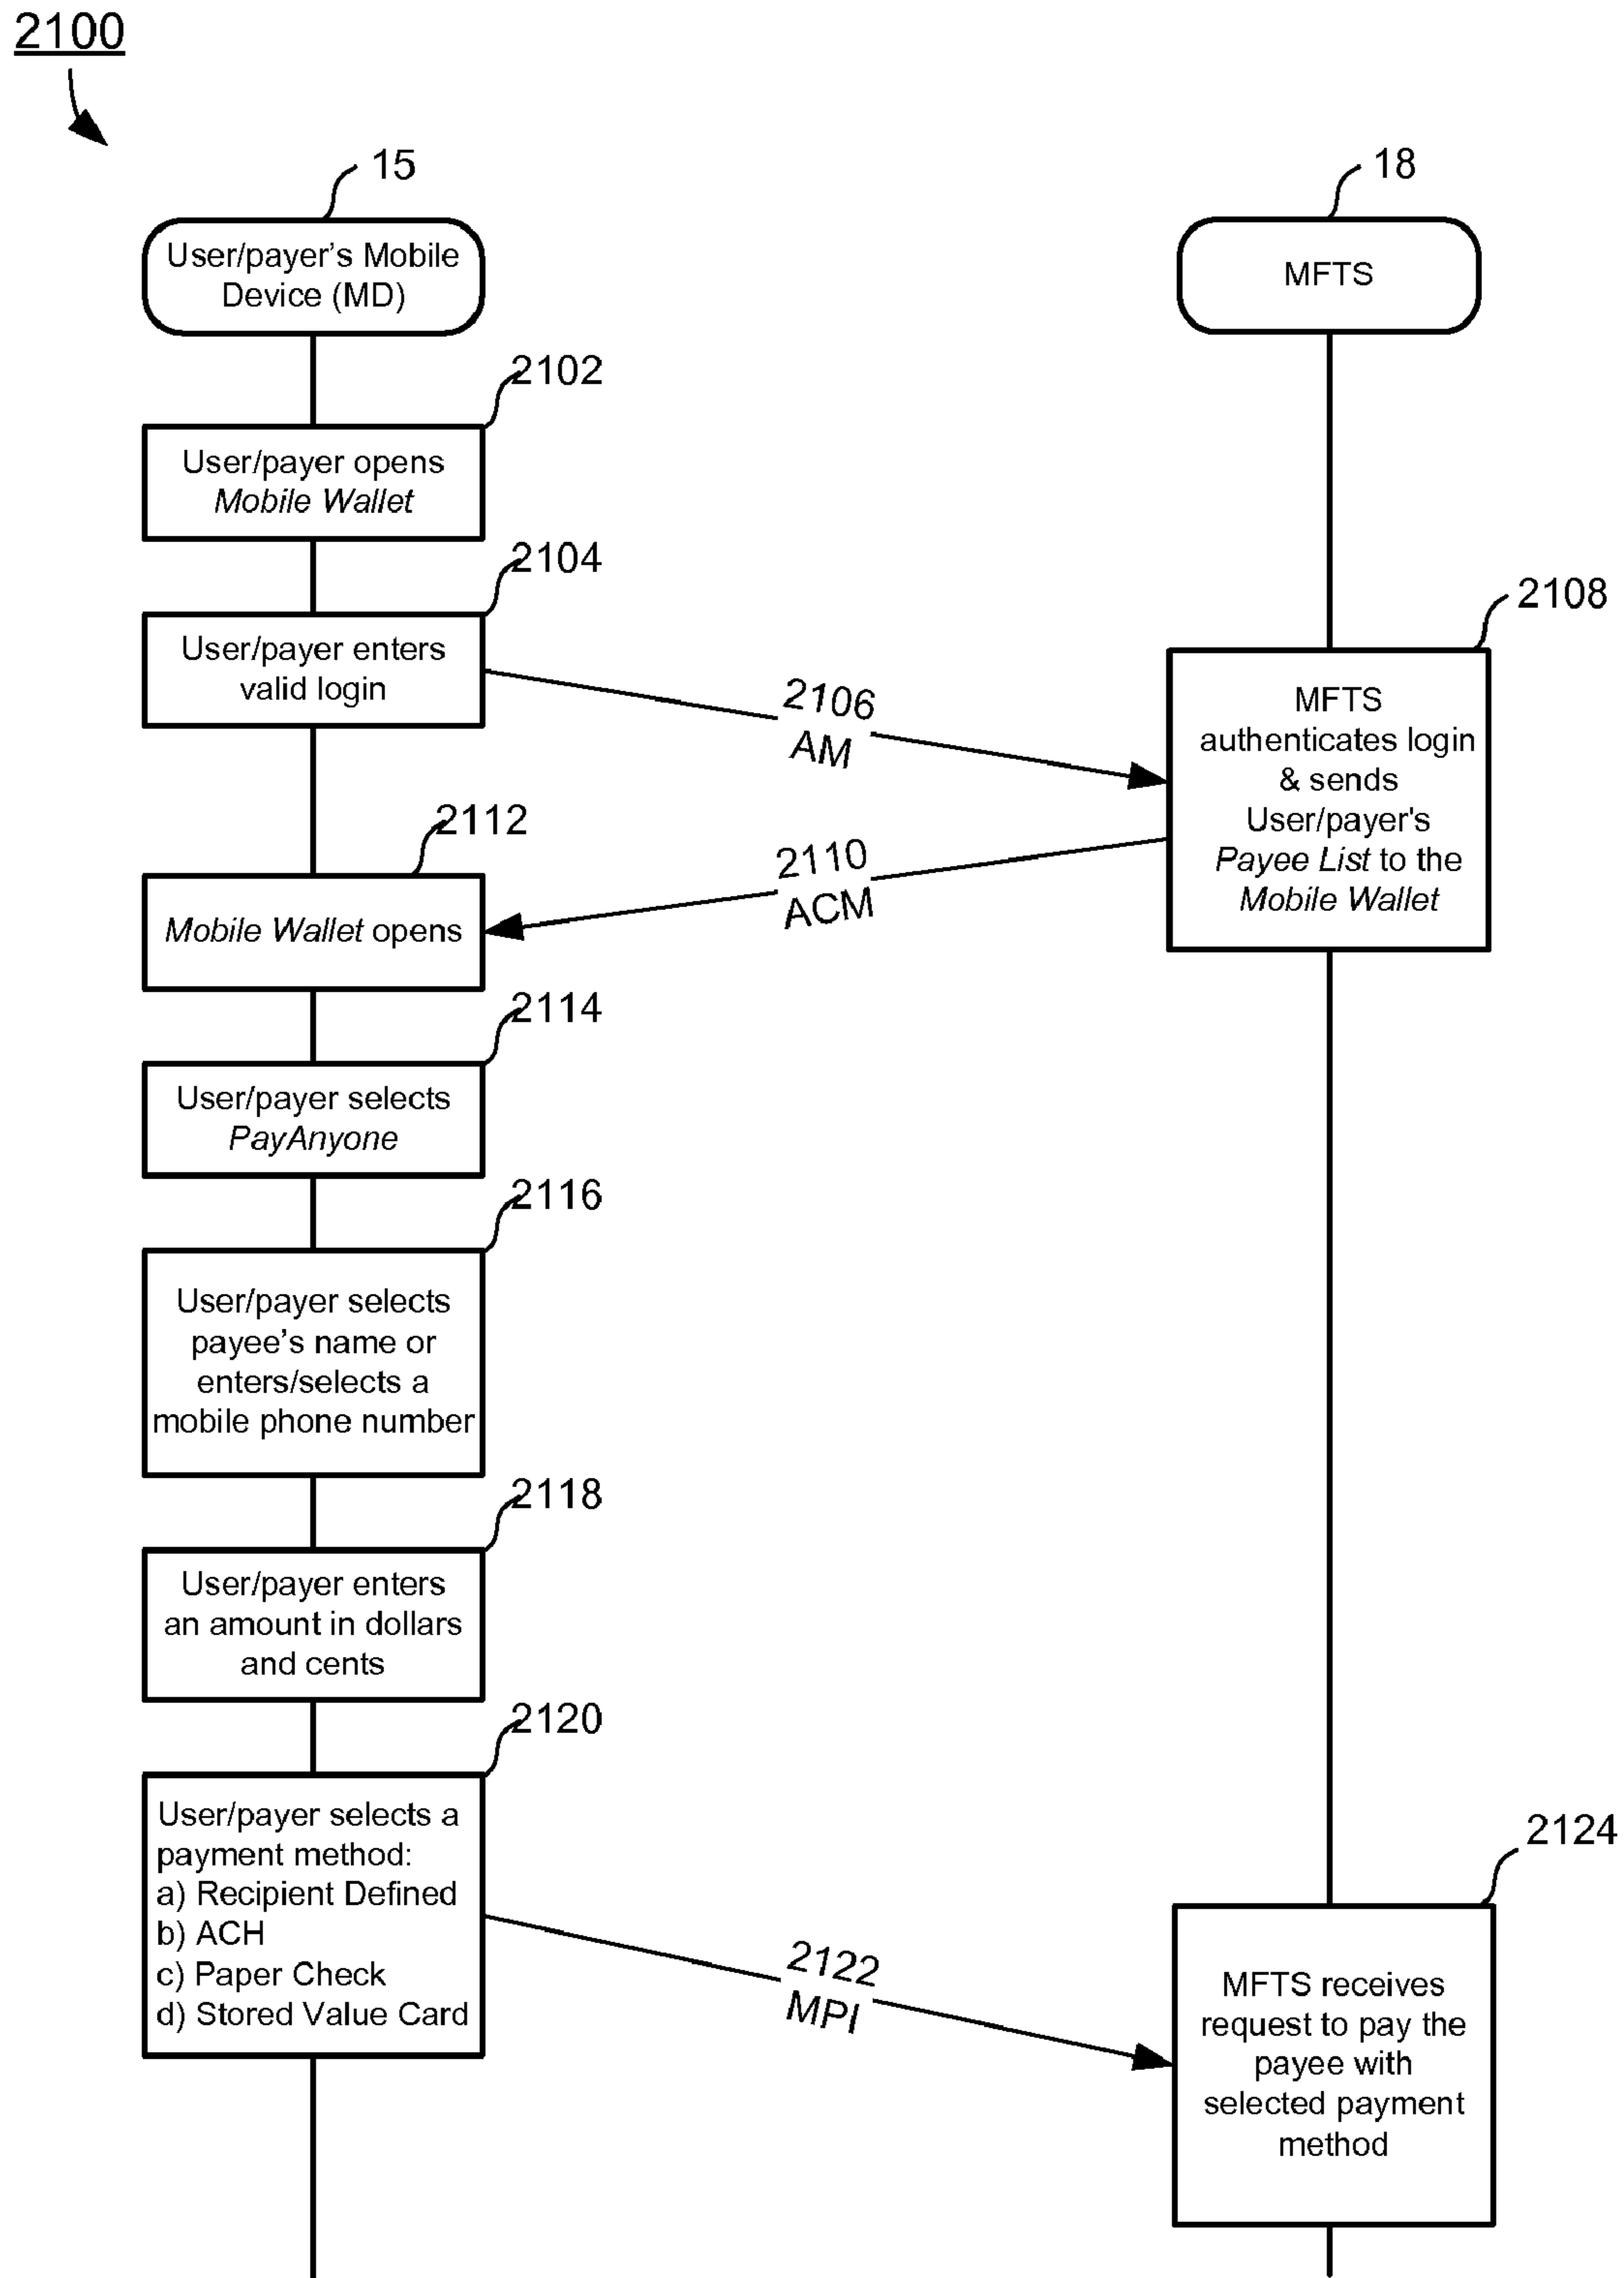 2100
15
18
User/payer's Mobile
Device (MD)
MFTS
2102
User/payer opens
Mobile Wallet
2104
User/payer enters
valid login
2106
AM
2108
MFTS
authenticates login
& sends
User/payer's
Payee List to the
Mobile Wallet
2110
ACM
2112
Mobile Wallet opens
2114
User/payer selects
PayAnyone
2116
User/payer selects
payee's name or
enters/selects a
mobile phone number
2118
User/payer enters
an amount in dollars
and cents
2120
User/payer selects a
payment method:
a) Recipient Defined
b) ACH
c) Paper Check
d) Stored Value Card
2122
MPI
2124
MFTS receives
request to pay the
payee with
selected payment
method